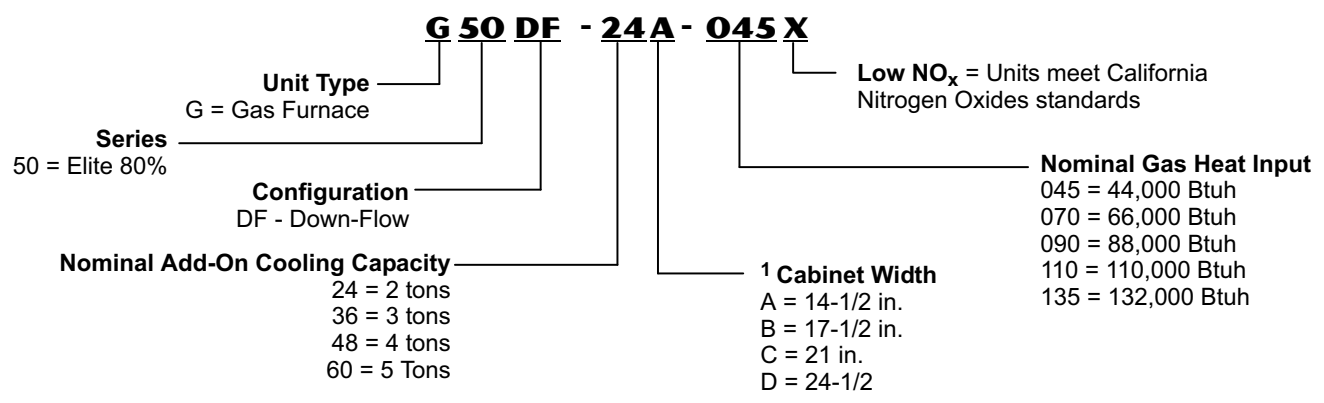 G 50 DF - 24 A - 045 X
Unit Type
G = Gas Furnace
Series
50 = Elite 80%
Configuration
DF - Down-Flow
Nominal Add-On Cooling Capacity
24 = 2 tons
36 = 3 tons
48 = 4 tons
60 = 5 Tons
1 Cabinet Width
A = 14-1/2 in.
B = 17-1/2 in.
C = 21 in.
D = 24-1/2
Low NOx = Units meet California
Nitrogen Oxides standards
Nominal Gas Heat Input
045 = 44,000 Btuh
070 = 66,000 Btuh
090 = 88,000 Btuh
110 = 110,000 Btuh
135 = 132,000 Btuh